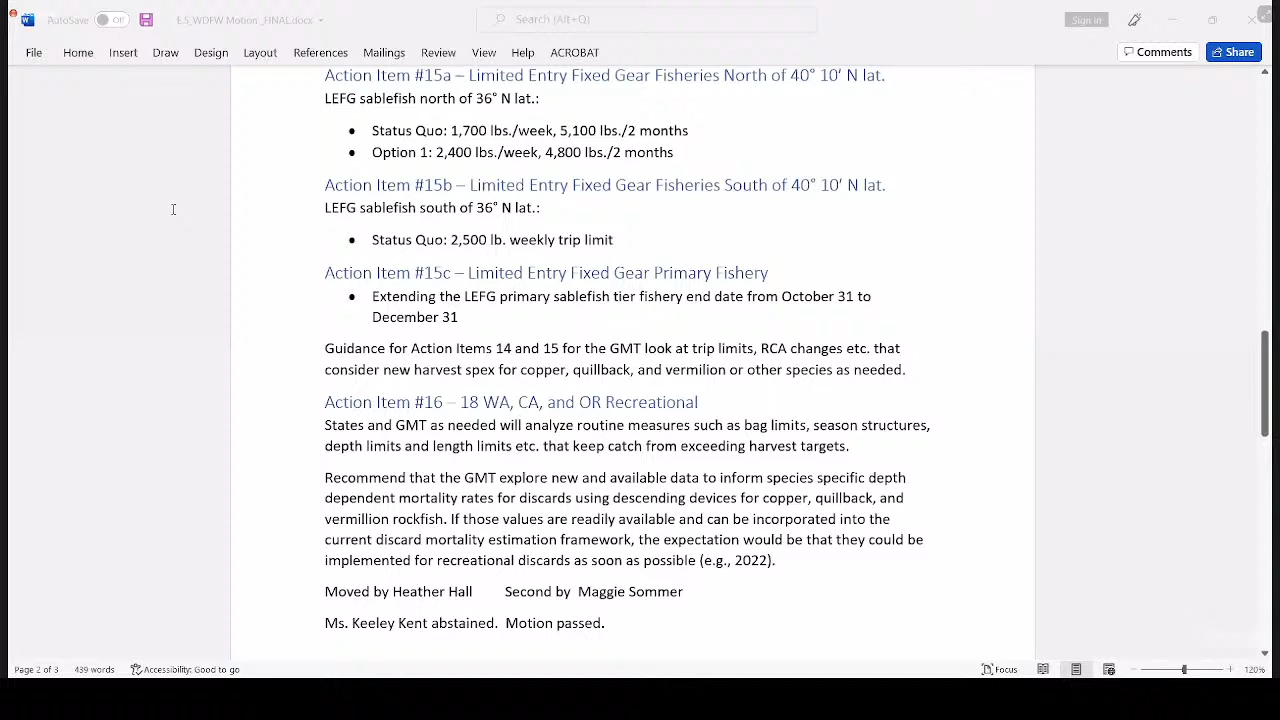 AutoSave Off E.5_WDFW Motion _FINAL.docx Search (Alt+Q) Sign in
File Home Insert Draw Design Layout References Mailings Review View Help ACROBAT Comments Share
Action Item #15a – Limited Entry Fixed Gear Fisheries North of 40° 10’ N lat.
LEFG sablefish north of 36° N lat.:
• Status Quo: 1,700 lbs./week, 5,100 lbs./2 months
• Option 1: 2,400 lbs./week, 4,800 lbs./2 months
Action Item #15b – Limited Entry Fixed Gear Fisheries South of 40° 10’ N lat.
LEFG sablefish south of 36° N lat.:
• Status Quo: 2,500 lb. weekly trip limit
Action Item #15c – Limited Entry Fixed Gear Primary Fishery
• Extending the LEFG primary sablefish tier fishery end date from October 31 to
December 31
Guidance for Action Items 14 and 15 for the GMT look at trip limits, RCA changes etc. that
consider new harvest spex for copper, quillback, and vermilion or other species as needed.
Action Item #16 – 18 WA, CA, and OR Recreational
States and GMT as needed will analyze routine measures such as bag limits, season structures,
depth limits and length limits etc. that keep catch from exceeding harvest targets.
Recommend that the GMT explore new and available data to inform species specific depth
dependent mortality rates for discards using descending devices for copper, quillback, and
vermillion rockfish. If those values are readily available and can be incorporated into the
current discard mortality estimation framework, the expectation would be that they could be
implemented for recreational discards as soon as possible (e.g., 2022).
Moved by Heather Hall Second by Maggie Sommer
Ms. Keeley Kent abstained. Motion passed.
Page 2 of 3 439 words Accessibility: Good to go Focus 120%